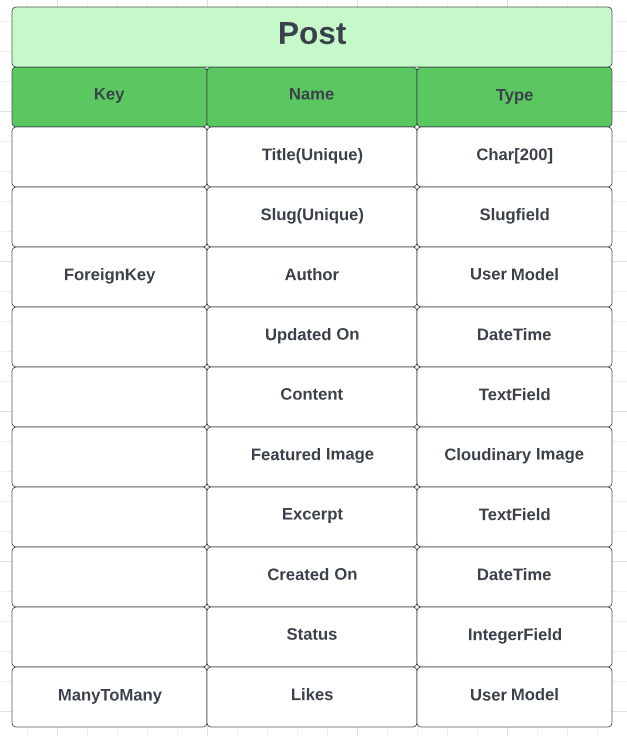 Post
Key Name Type
Title(Unique) Char[200]
Slug(Unique) Slugfield
ForeignKey Author User Model
Updated On DateTime
Content TextField
Featured Image Cloudinary Image
Excerpt TextField
Created On DateTime
Status IntegerField
ManyToMany Likes User Model